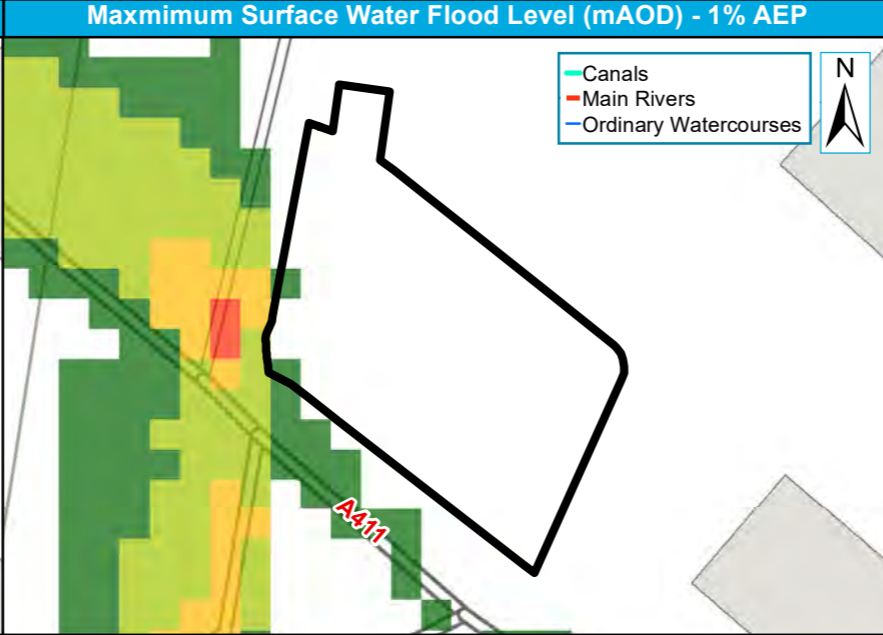 Maxmimum Surface Water Flood Level (mAOD) - 1% AEP
Canals
Main Rivers
Ordinary Watercourses
N
A411